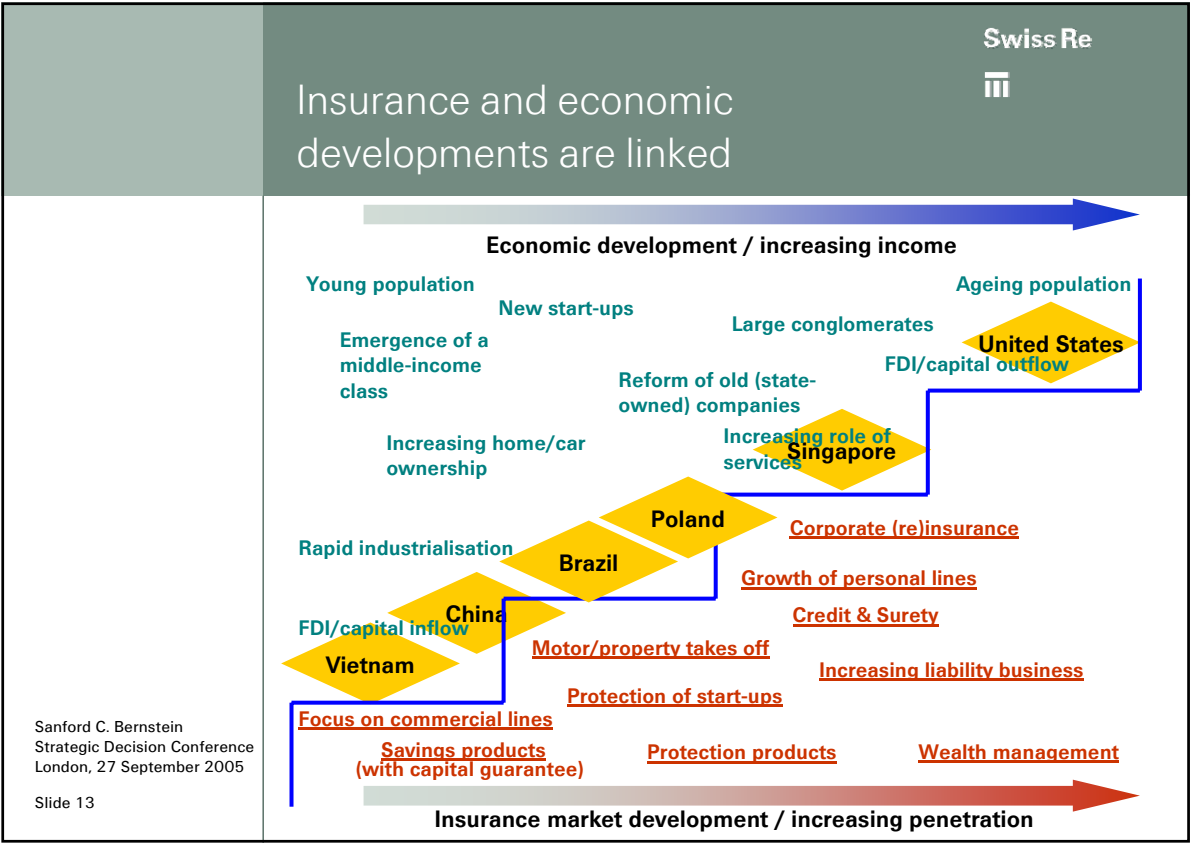 Swiss Re
Insurance and economic
developments are linked
Economic development / increasing income
Young population
Ageing population
New start-ups
Large conglomerates
Emergence of a
middle-income
class
United States
FDI/capital outflow
Reform of old (state-
owned) companies
Increasing home/car
ownership
Increasing role of
services
Singapore
Poland
Corporate (re)insurance
Rapid industrialisation
Brazil
Growth of personal lines
China
Credit & Surety
FDI/capital inflow
Vietnam
Motor/property takes off
Increasing liability business
Protection of start-ups
Focus on commercial lines
Savings products
(with capital guarantee)
Protection products
Wealth management
Insurance market development / increasing penetration
Sanford C. Bernstein
Strategic Decision Conference
London, 27 September 2005
Slide 13